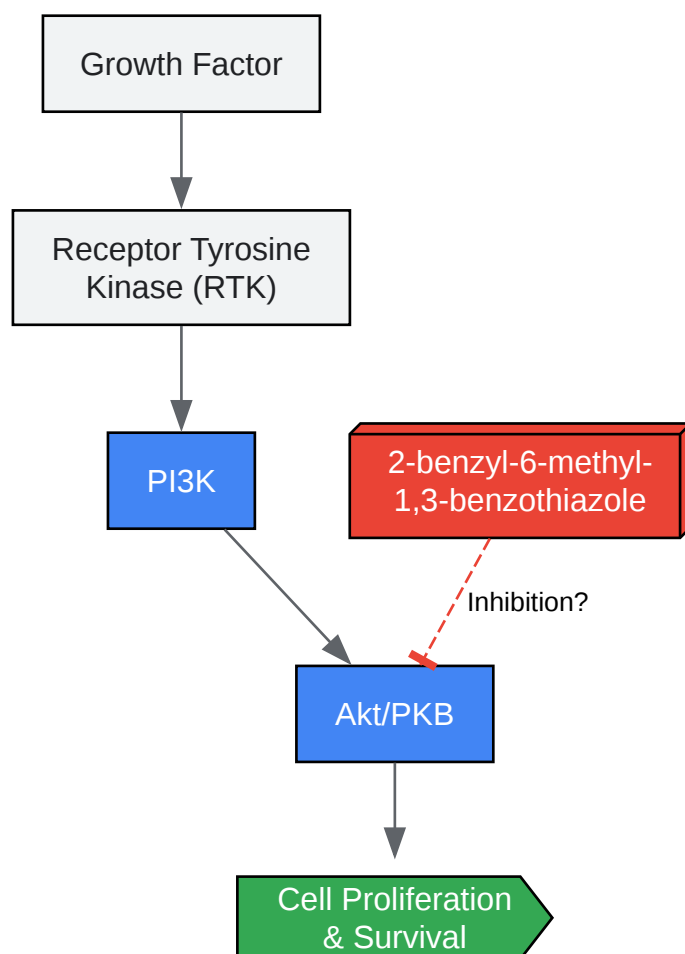 Growth Factor
Receptor Tyrosine
Kinase (RTK)
PI3K
2-benzyl-6-methyl-
1,3-benzothiazole
Inhibition?
Akt/PKB
Cell Proliferation
& Survival